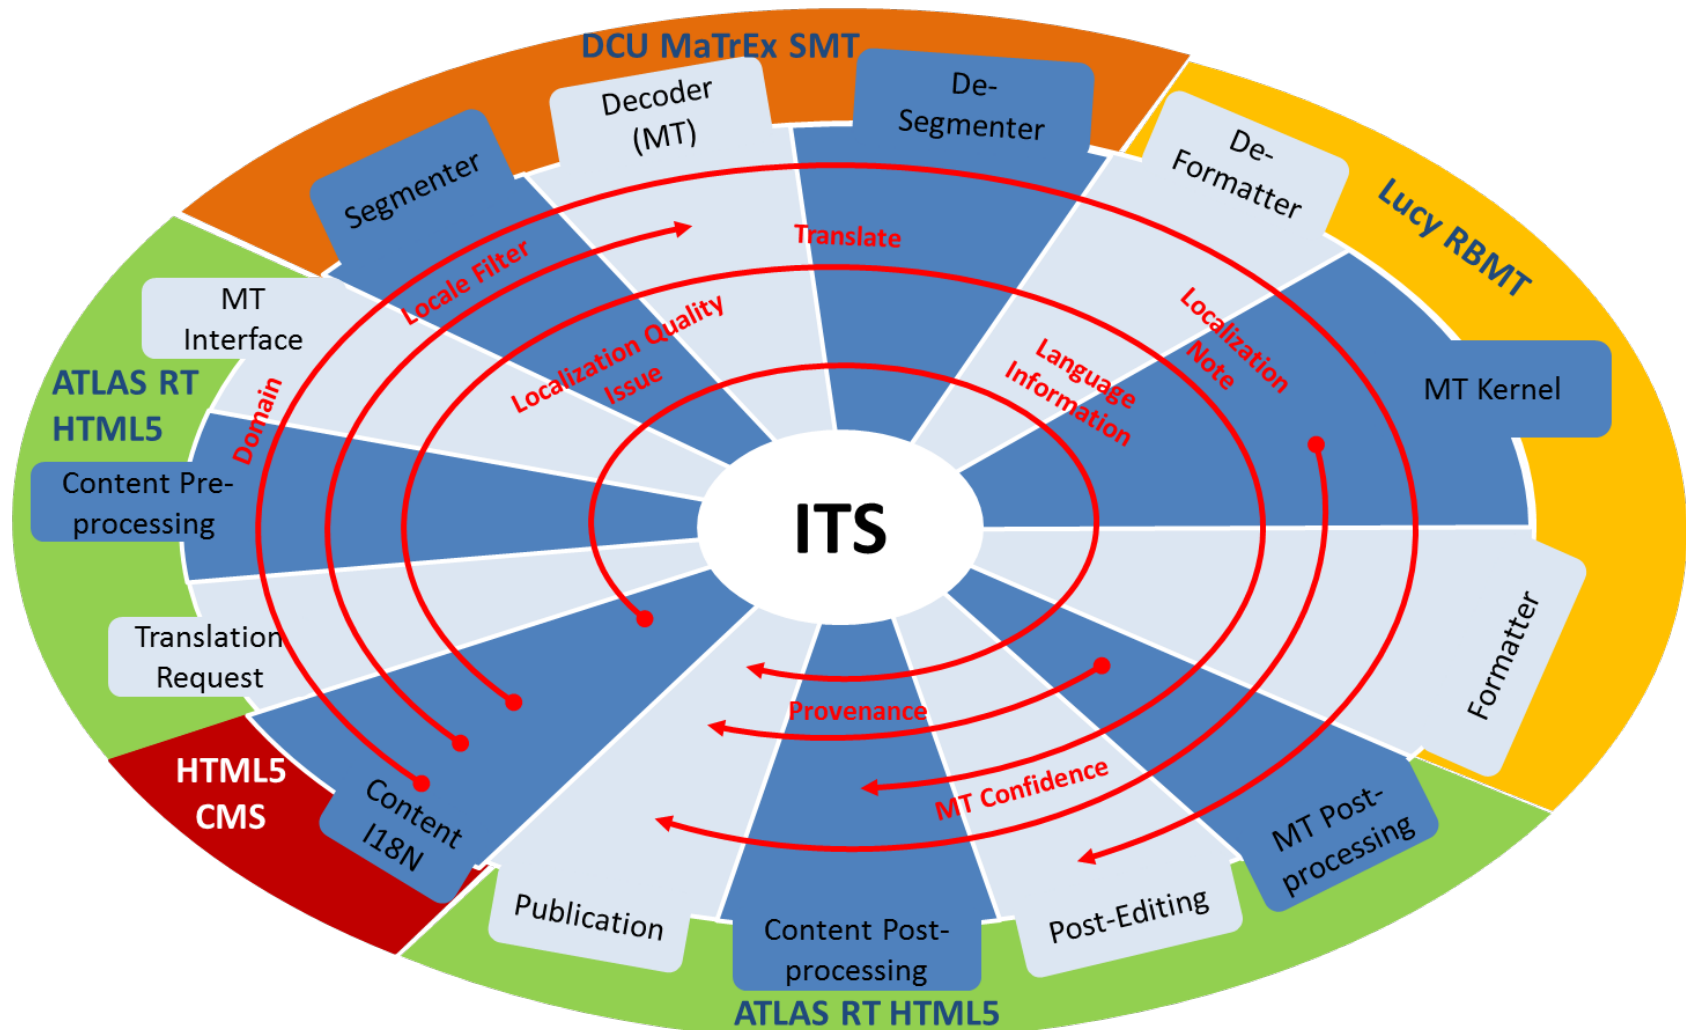 DCU MaTrEx SMT
Decoder
(MT)
De-
Segmenter
De-
Formatter
Segmenter
Lucy RBMT
Translate
Locale Filter
MT
Interface
Localization
Note
Localization Quality
Issue
Language
Information
ATLAS RT
HTML5
Domain
MT Kernel
Content Pre-
processing
ITS
Translation
Request
Formatter
Provenance
HTML5
CMS
MT Confidence
Content
I18N
MT Post-
processing
Publication
Content Post-
processing
Post-Editing
ATLAS RT HTML5